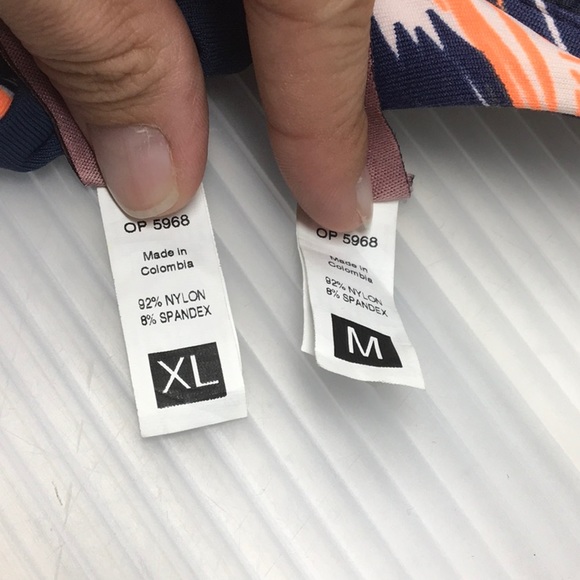 OP 5968
Made in
Colombia
92% NYLON
8% SPANDEX
XL
OP 5968
Made in
Colombia
92% NYLON
8% SPANDEX
M